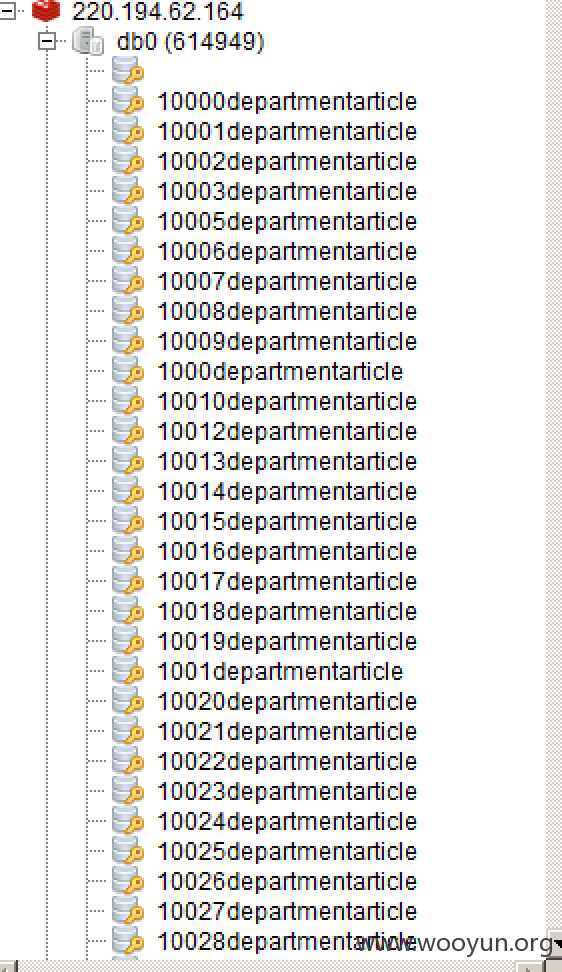 220.194.62.164
db0 (614949)
10000departmentarticle
10001departmentarticle
10002departmentarticle
10003departmentarticle
10005departmentarticle
10006departmentarticle
10007departmentarticle
10008departmentarticle
10009departmentarticle
1000departmentarticle
10010departmentarticle
10012departmentarticle
10013departmentarticle
10014departmentarticle
10015departmentarticle
10016departmentarticle
10017departmentarticle
10018departmentarticle
10019departmentarticle
1001departmentarticle
10020departmentarticle
10021departmentarticle
10022departmentarticle
10023departmentarticle
10024departmentarticle
10025departmentarticle
10026departmentarticle
10027departmentarticle
10028departmentarticle
www.wooyun.org